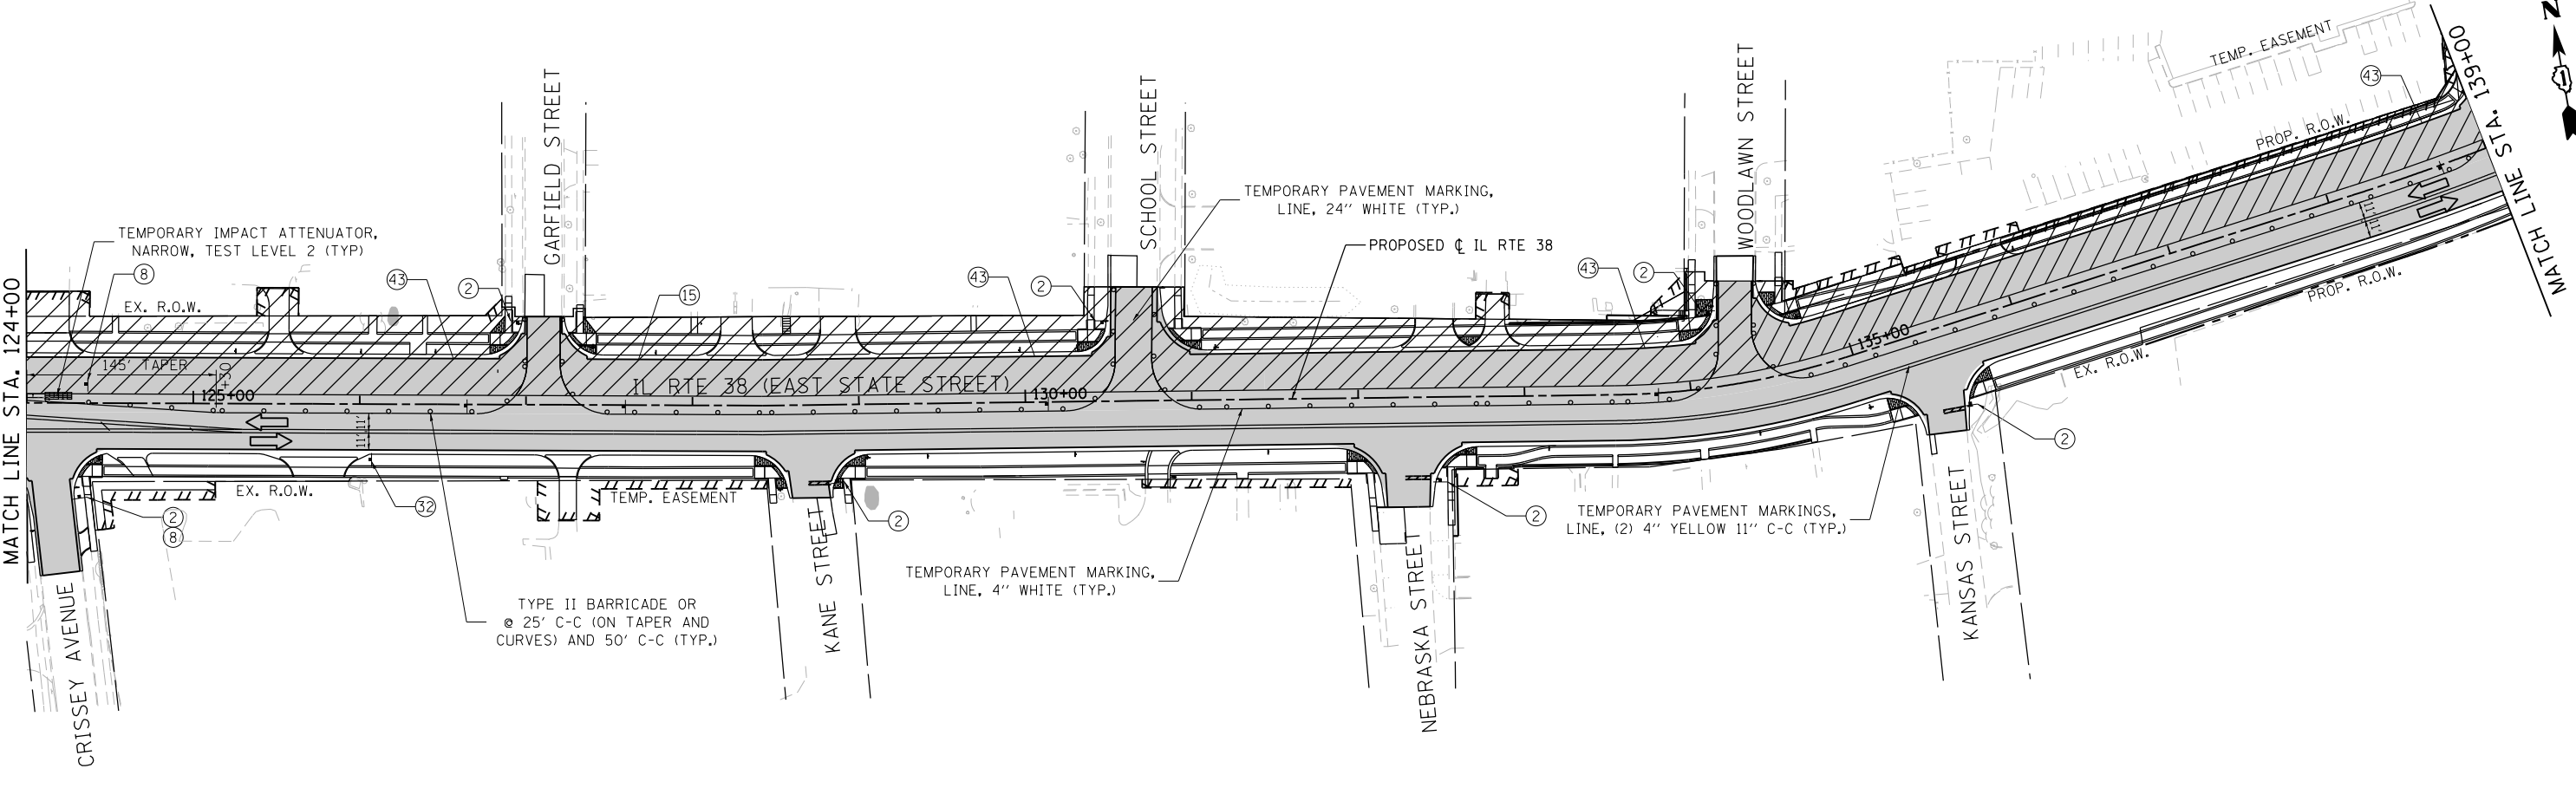 N
TEMP. EASEMENT
MATCH LINE STA. 139+00
43
PROP. R.O.W.
GARFIELD STREET
SCHOOL STREET
WOODLAWN STREET
TEMPORARY PAVEMENT MARKING,
LINE, 24'' WHITE (TYP.)
PROPOSED ℄ IL RTE 38
TEMPORARY IMPACT ATTENUATOR,
NARROW, TEST LEVEL 2 (TYP)
8
43
2
15
43
2
43
2
EX. R.O.W.
MATCH LINE STA. 124+00
145' TAPER
+30
125+00
IL RTE 38 (EAST STATE STREET)
130+00
135+00
11'
11'
11'
11'
PROP. R.O.W.
EX. R.O.W.
EX. R.O.W.
TEMP. EASEMENT
2
8
32
2
2
2
TEMPORARY PAVEMENT MARKINGS,
LINE, (2) 4'' YELLOW 11'' C-C (TYP.)
TEMPORARY PAVEMENT MARKING,
LINE, 4'' WHITE (TYP.)
TYPE II BARRICADE OR
@ 25' C-C (ON TAPER AND
CURVES) AND 50' C-C (TYP.)
CRISSEY AVENUE
KANE STREET
NEBRASKA STREET
KANSAS STREET